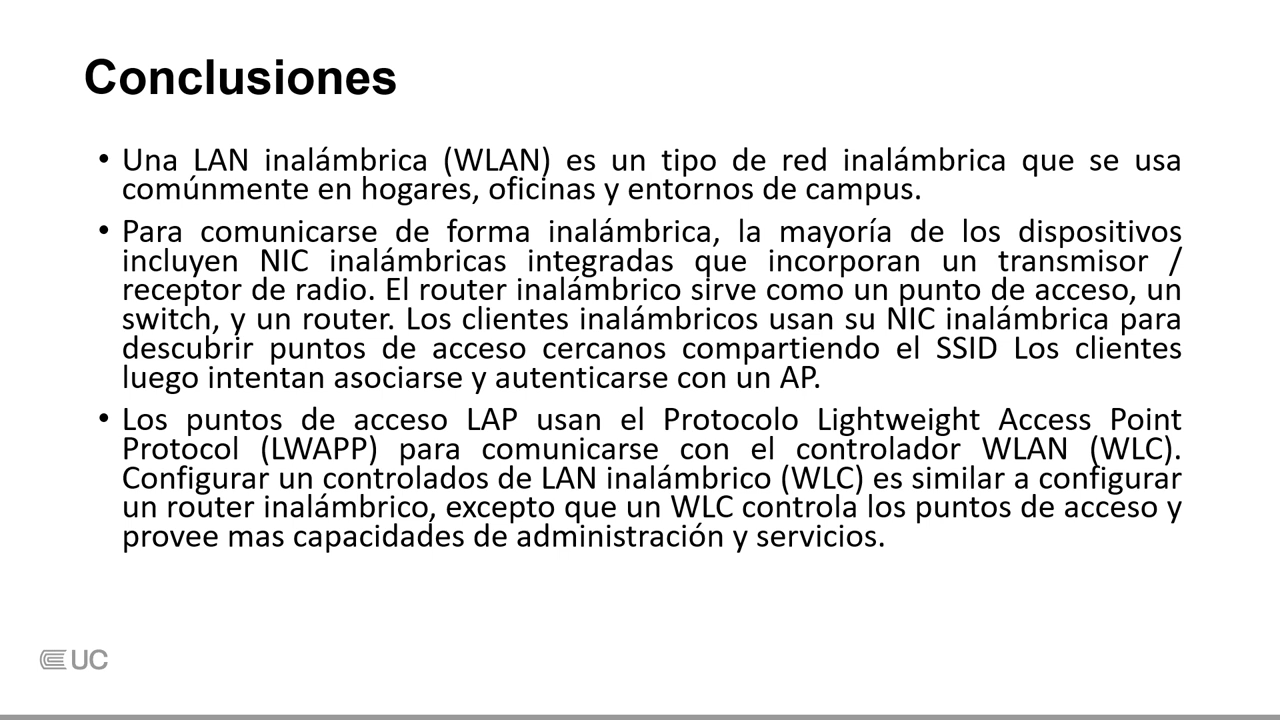 Conclusiones
• Una LAN inalámbrica (WLAN) es un tipo de red inalámbrica que se usa
comúnmente en hogares, oficinas y entornos de campus.
• Para comunicarse de forma inalámbrica, la mayoría de los dispositivos
incluyen NIC inalámbricas integradas que incorporan un transmisor /
receptor de radio. El router inalámbrico sirve como un punto de acceso, un
switch, y un router. Los clientes inalámbricos usan su NIC inalámbrica para
descubrir puntos de acceso cercanos compartiendo el SSID Los clientes
luego intentan asociarse y autenticarse con un AP.
• Los puntos de acceso LAP usan el Protocolo Lightweight Access Point
Protocol (LWAPP) para comunicarse con el controlador WLAN (WLC).
Configurar un controlados de LAN inalámbrico (WLC) es similar a configurar
un router inalámbrico, excepto que un WLC controla los puntos de acceso y
provee mas capacidades de administración y servicios.
UC